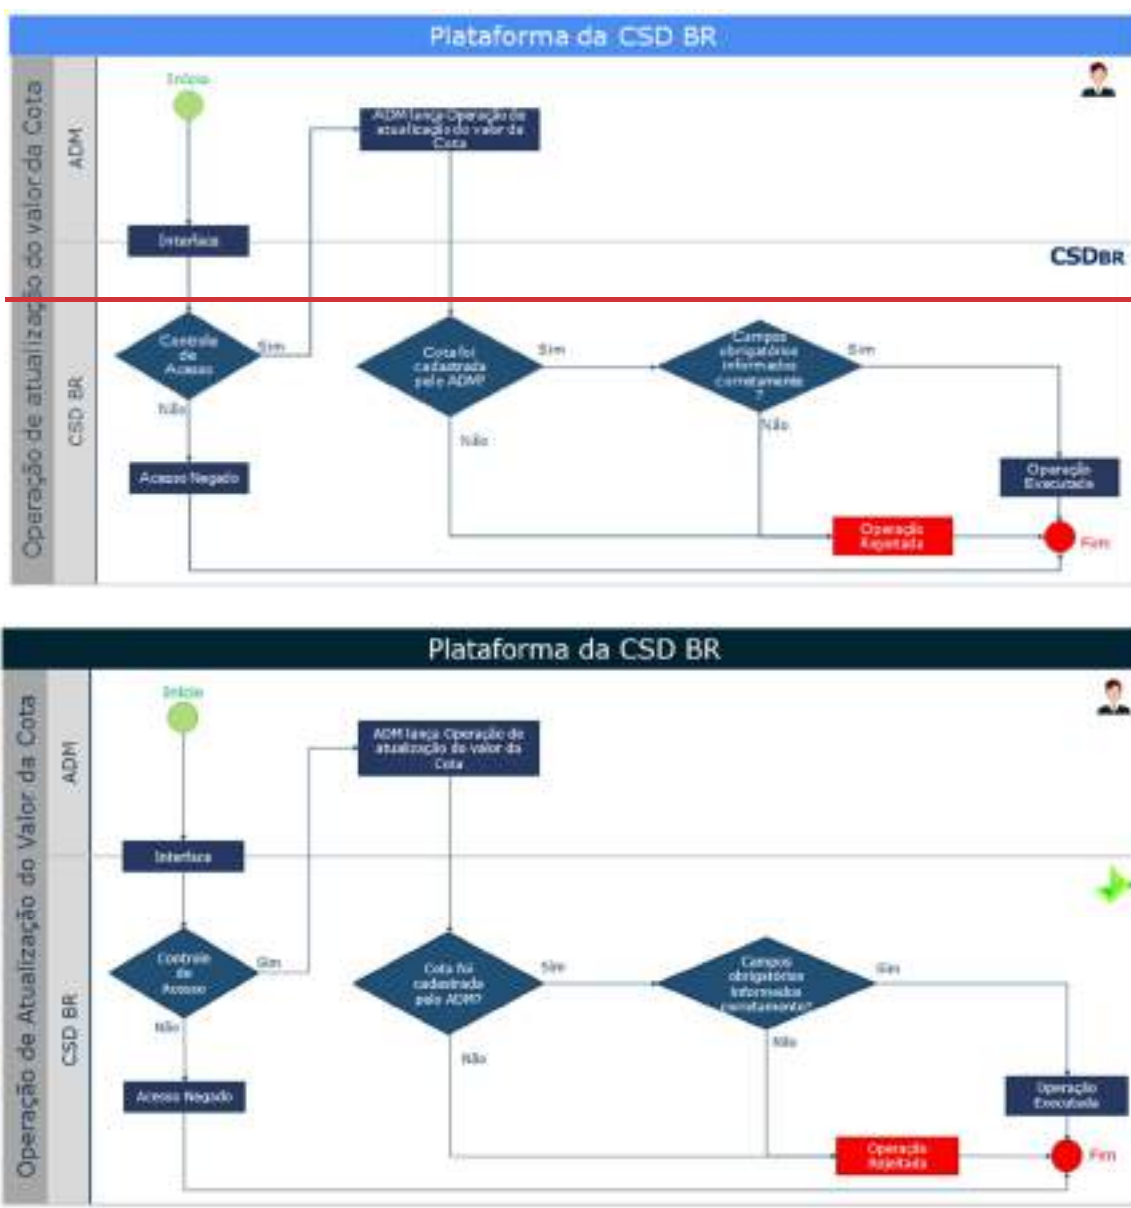 Plataforma da CSD BR
Operação de atualização do valor da Cota
ADM
CSD BR
Início
ADM lança Operação de
atualização do valor da
Cota
Interface
CSDBR
Controle
de
Acesso
Sim
Não
Cota foi
cadastrada
pelo ADM?
Sim
Não
Campos
obrigatórios
informados
corretamente
?
Sim
Não
Acesso Negado
Operação
Executada
Operação
Rejeitada
Fim
Plataforma da CSD BR
Operação de Atualização do Valor da Cota
ADM
CSD BR
Início
ADM lança Operação de
atualização do valor da
Cota
Interface
Controle
de
Acesso
Sim
Não
Cota foi
cadastrada
pelo ADM?
Sim
Não
Campos
obrigatórios
informados
corretamente?
Sim
Não
Acesso Negado
Operação
Executada
Operação
Rejeitada
Fim